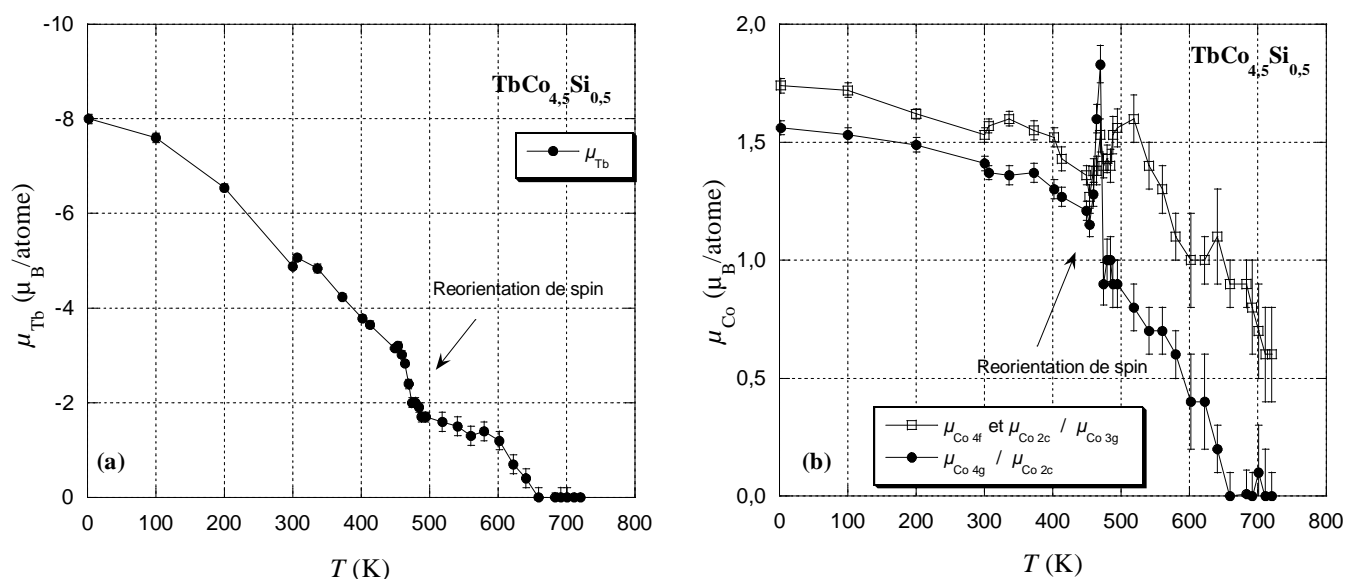 -10
-8
-6
-4
-2
0
0 100 200 300 400 500 600 700 800
T (K)
μTb (μB/atome)
TbCo4,5Si0,5
μTb
Reorientation de spin
(a)
μ,0
1,5
1,0
0,5
0,0
0 100 200 300 400 500 600 700 800
T (K)
μCo (μB/atome)
TbCo4,5Si0,5
Reorientation de spin
μCo 4f et μCo 2c / μCo 3g
μCo 4g / μCo 2c
(b)